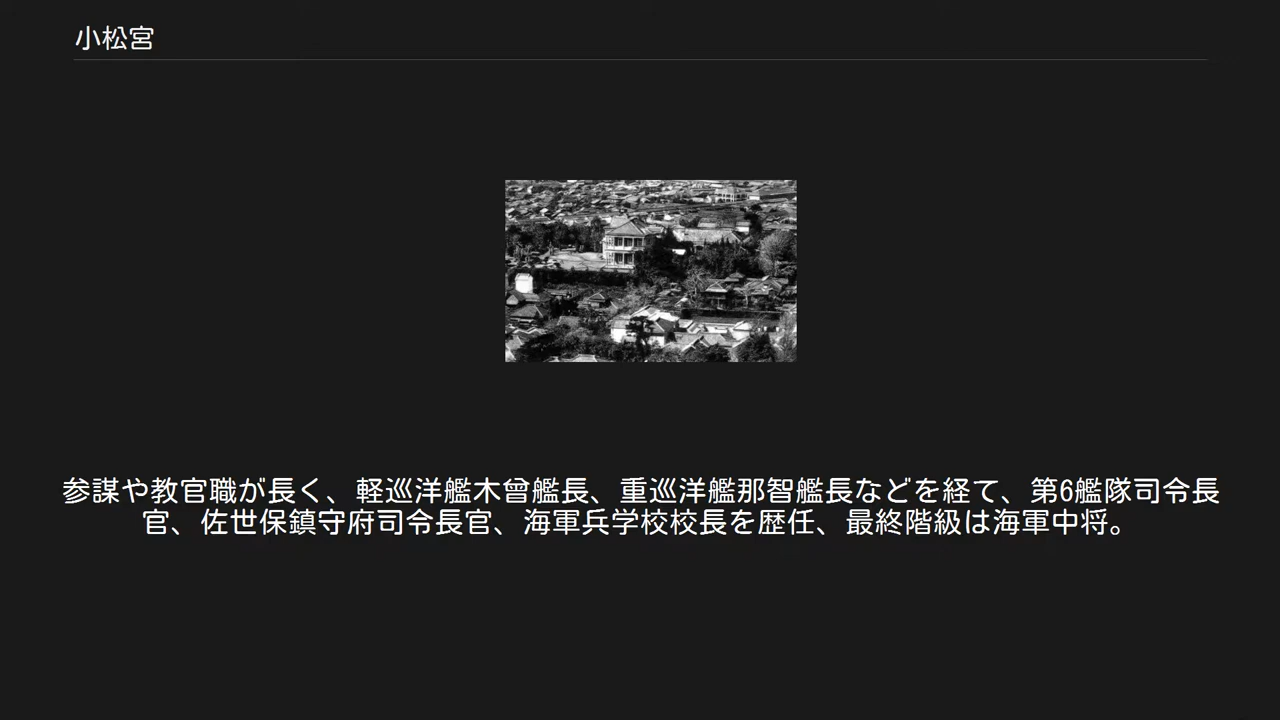 小松宮
参謀や教官職が長く、軽巡洋艦木曾艦長、重巡洋艦那智艦長などを経て、第6艦隊司令長
官、佐世保鎮守府司令長官、海軍兵学校校長を歴任、最終階級は海軍中将。